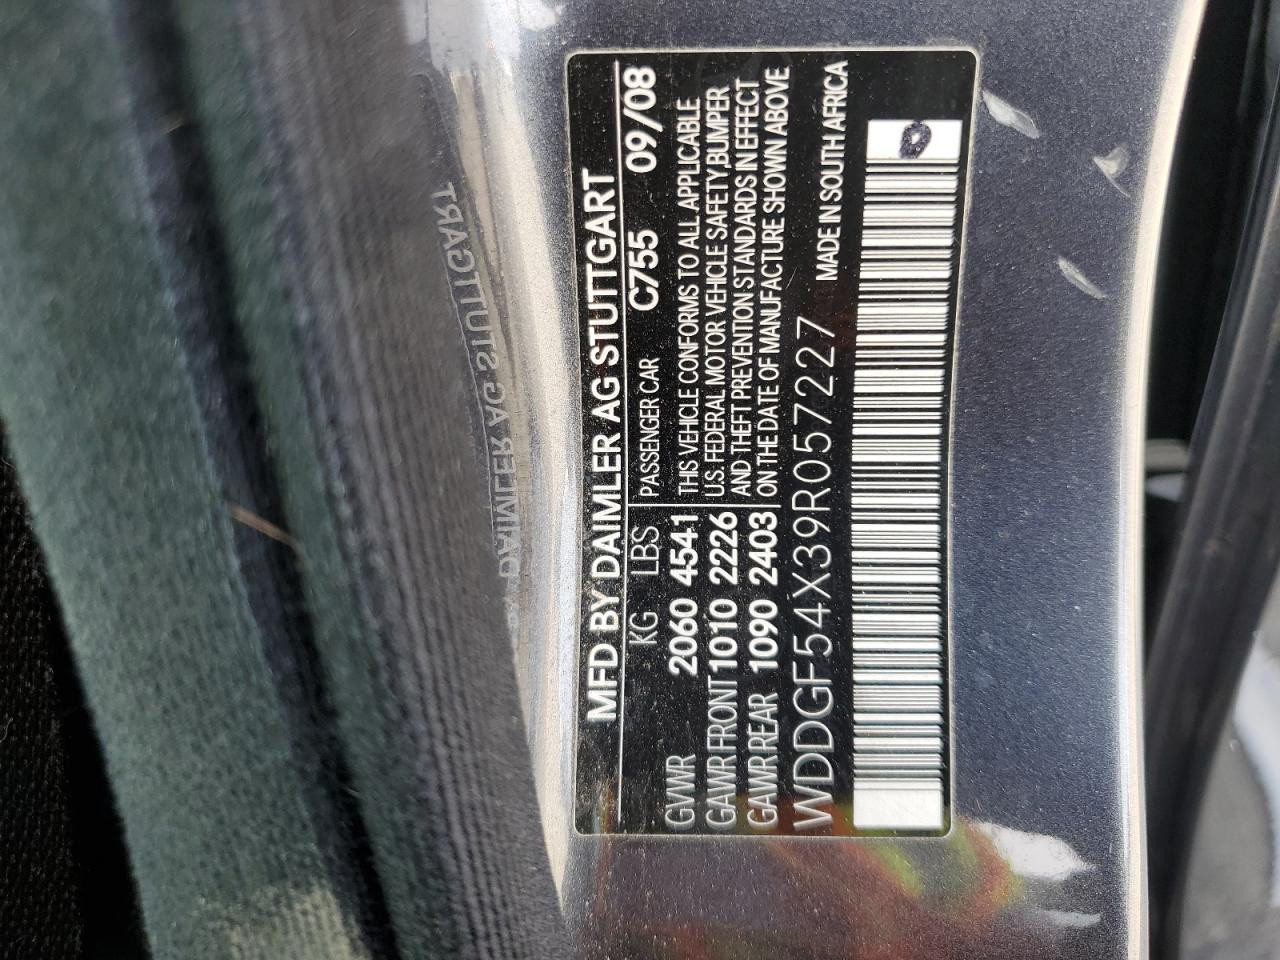 MFD BY DAIMLER AG STUTTGART
KG LBS PASSENGER CAR C755 09/08
GVWR 2060 4541 THIS VEHICLE CONFORMS TO ALL APPLICABLE
GAWR FRONT 1010 2226 U.S. FEDERAL MOTOR VEHICLE SAFETY,BUMPER
AND THEFT PREVENTION STANDARDS IN EFFECT
GAWR REAR 1090 2403 ON THE DATE OF MANUFACTURE SHOWN ABOVE
WDDGF54X39R057227 MADE IN SOUTH AFRICA
DAIMLER AG STUTTGART